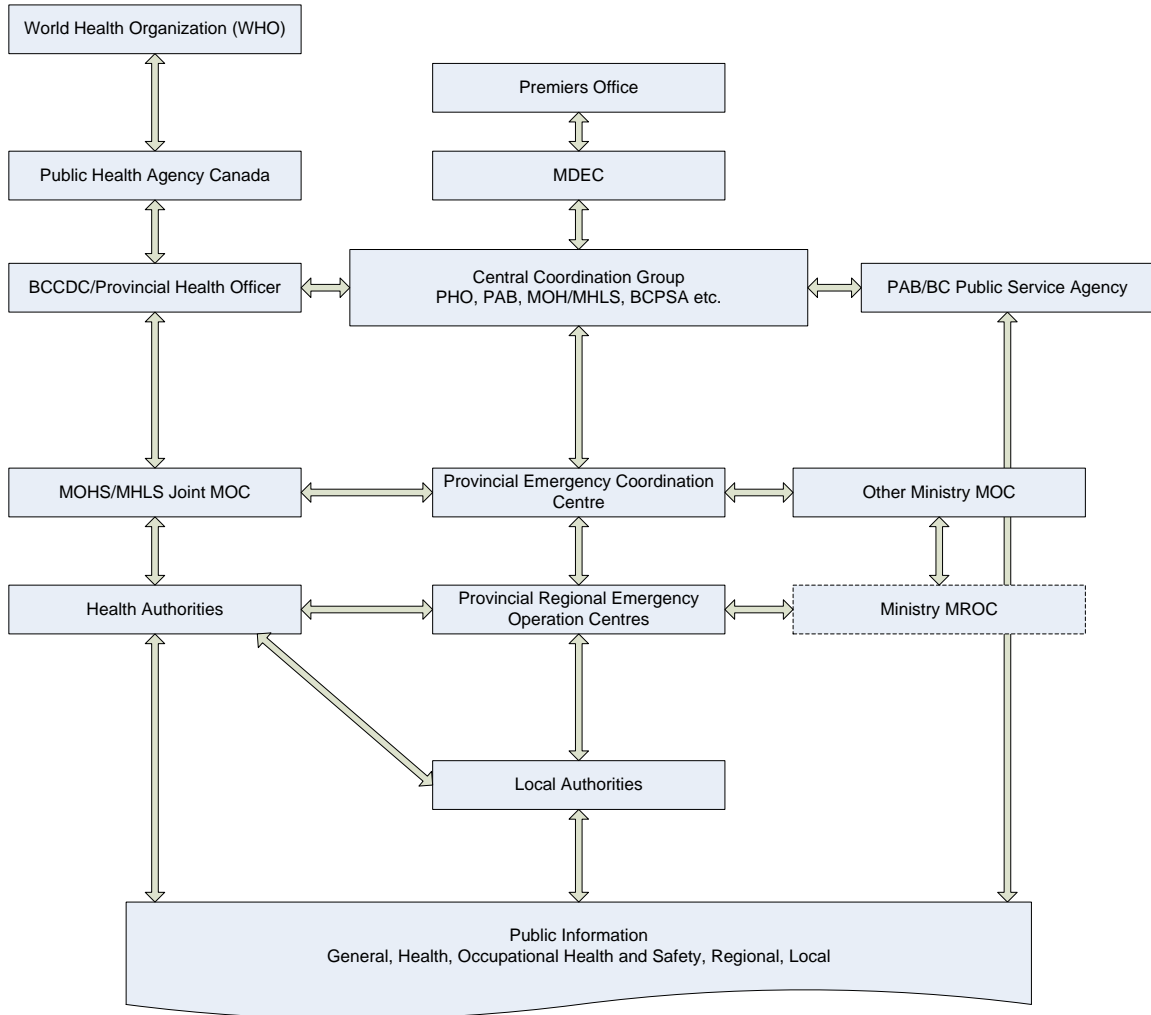 World Health Organization (WHO)
Premiers Office
Public Health Agency Canada
MDEC
BCCDC/Provincial Health Officer
Central Coordination Group
PHO, PAB, MOH/MHLS, BCPSA etc.
PAB/BC Public Service Agency
MOHS/MHLS Joint MOC
Provincial Emergency Coordination
Centre
Other Ministry MOC
Health Authorities
Provincial Regional Emergency
Operation Centres
Ministry MROC
Local Authorities
Public Information
General, Health, Occupational Health and Safety, Regional, Local